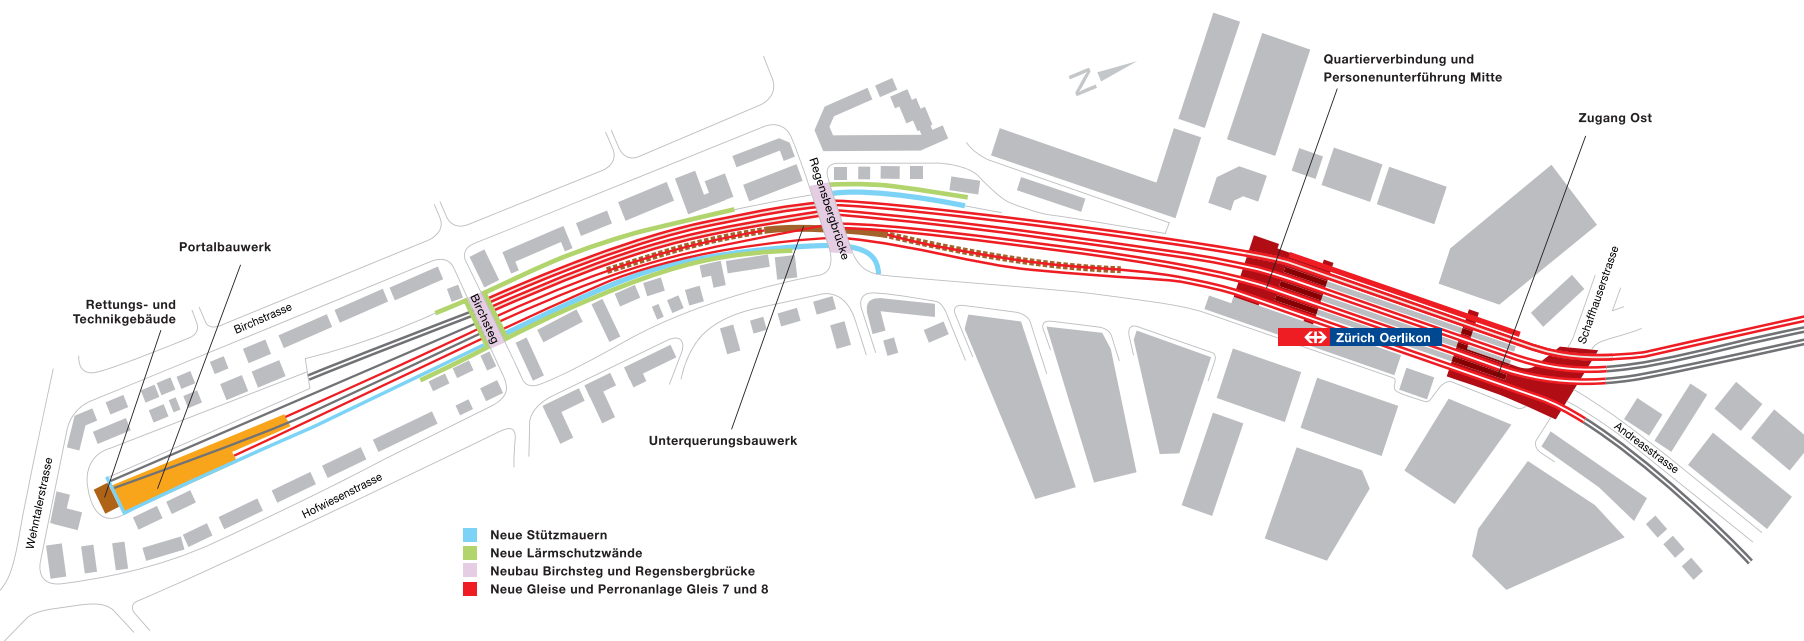 Quartierverbindung und
Personenunterführung Mitte
Zugang Ost
N
Regensbergbrücke
Portalbauwerk
Rettungs- und
Technikgebäude
Birchstrasse
Birchsteg
Schaffhauserstrasse
Zürich Oerlikon
Unterquerungsbauwerk
Andreasstrasse
Wehntalerstrasse
Hofwiesenstrasse
Neue Stützmauern
Neue Lärmschutzwände
Neubau Birchsteg und Regensbergbrücke
Neue Gleise und Perronanlage Gleis 7 und 8